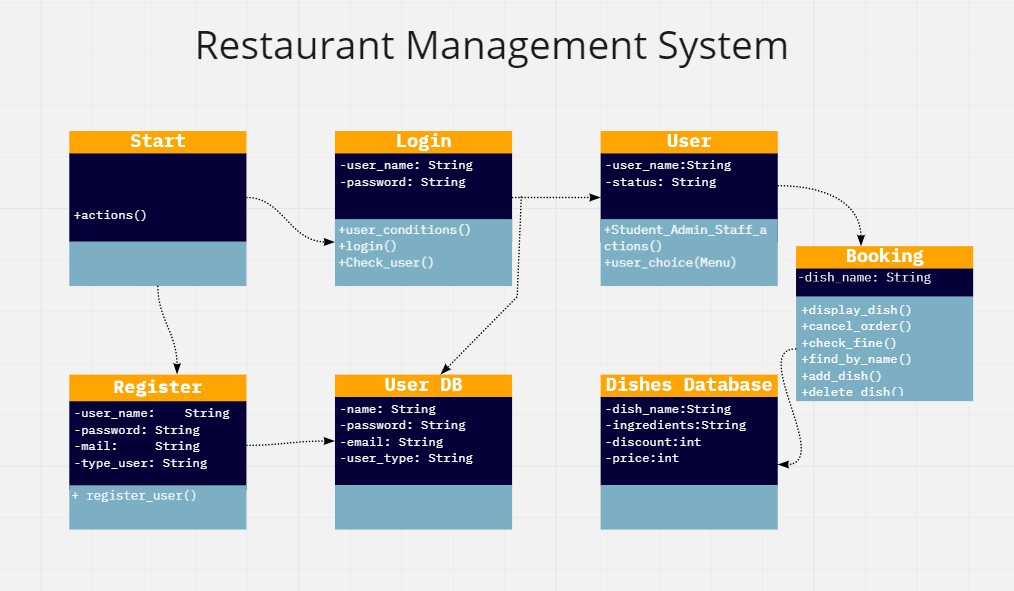 Restaurant Management System
Start
+actions()
Login
-user_name: String
-password: String
+user_conditions()
+login()
+Check_user()
User
-user_name:String
-status: String
+Student_Admin_Staff_a
ctions()
+user_choice(Menu)
Booking
-dish_name: String
+display_dish()
+cancel_order()
+check_fine()
+find_by_name()
+add_dish()
+delete_dish()
Register
-user_name:    String
-password: String
-mail:     String
-type_user: String
+ register_user()
User DB
-name: String
-password: String
-email: String
-user_type: String
Dishes Database
-dish_name:String
-ingredients:String
-discount:int
-price:int